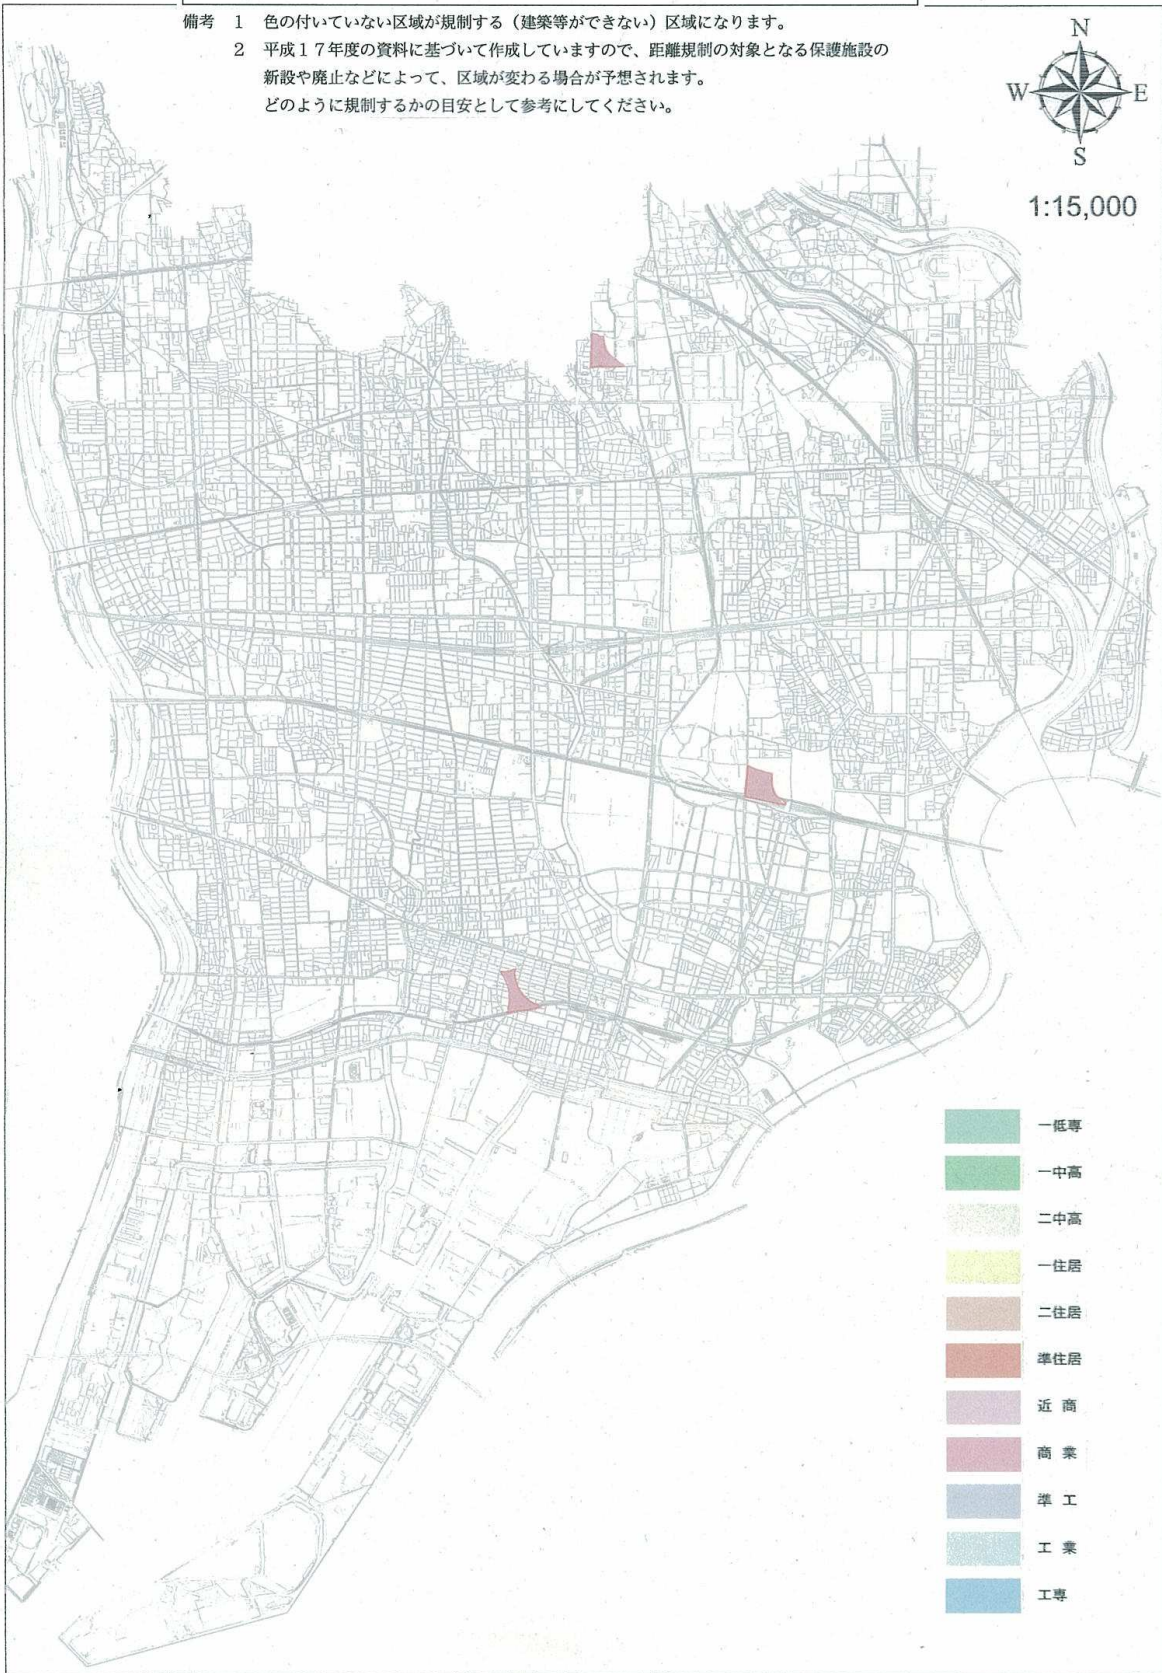 備考 1 色の付いていない区域が規制する（建築等ができない）区域になります。
2 平成17年度の資料に基づいて作成していますので、距離規制の対象となる保護施設の
新設や廃止などによって、区域が変わる場合が予想されます。
どのように規制するかの目安として参考にしてください。
N
W E
S
1:15,000
一低専
一中高
二中高
一住居
二住居
準住居
近 商
商 業
準 工
工 業
工専